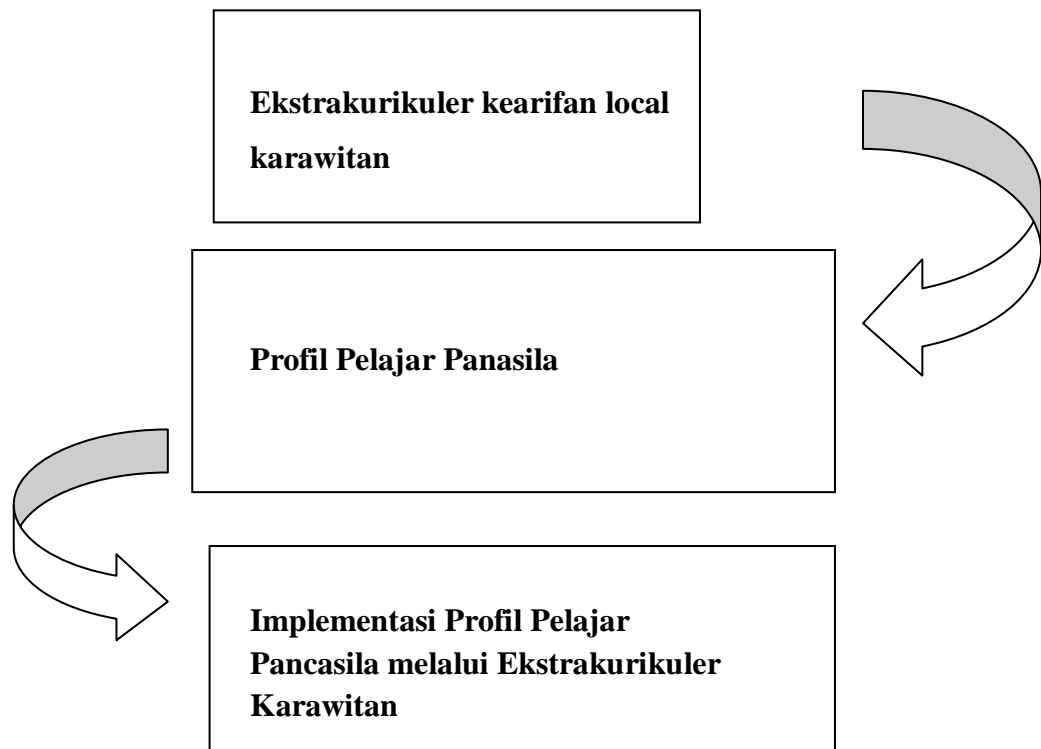 Ekstrakurikuler kearifan local
karawitan
Profil Pelajar Panasila
Implementasi Profil Pelajar
Pancasila melalui Ekstrakurikuler
Karawitan